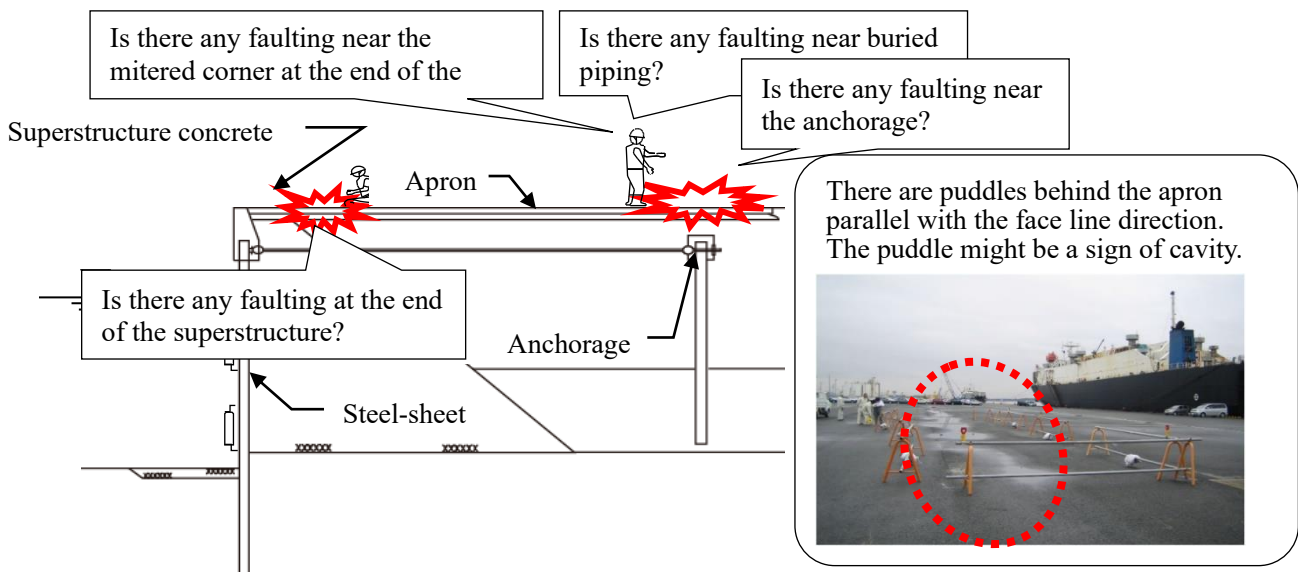 Is there any faulting near the
mitered corner at the end of the
Is there any faulting near buried
piping?
Is there any faulting near
the anchorage?
Superstructure concrete
Apron
There are puddles behind the apron
parallel with the face line direction.
The puddle might be a sign of cavity.
Is there any faulting at the end
of the superstructure?
Anchorage
Steel-sheet